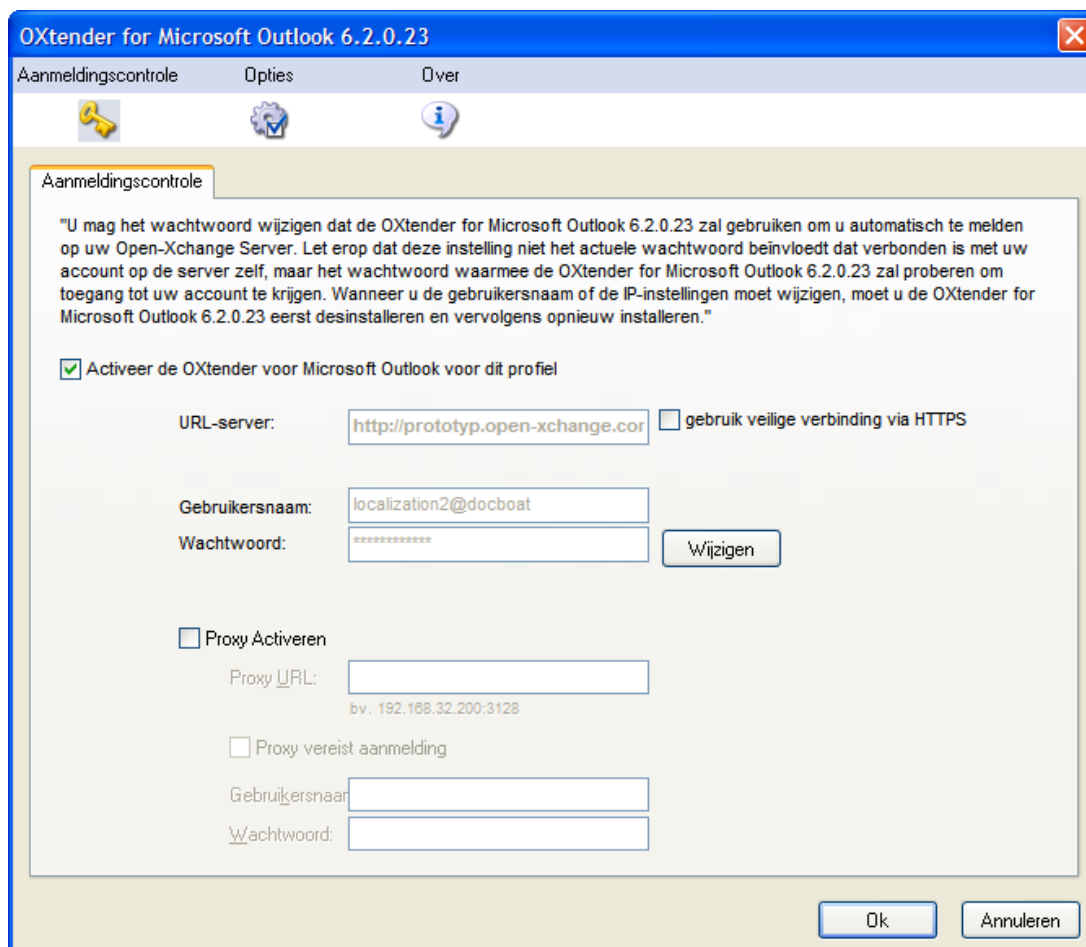 OXtender for Microsoft Outlook 6.2.0.23
Aanmeldingscontrole Opties Over
Aanmeldingscontrole
"U mag het wachtwoord wijzigen dat de OXtender for Microsoft Outlook 6.2.0.23 zal gebruiken om u automatisch te melden
op uw Open-Xchange Server. Let erop dat deze instelling niet het actuele wachtwoord beïnvloedt dat verbonden is met uw
account op de server zelf, maar het wachtwoord waarmee de OXtender for Microsoft Outlook 6.2.0.23 zal proberen om
toegang tot uw account te krijgen. Wanneer u de gebruikersnaam of de IP-instellingen moet wijzigen, moet u de OXtender for
Microsoft Outlook 6.2.0.23 eerst desinstalleren en vervolgens opnieuw installeren."
Activeer de OXtender voor Microsoft Outlook voor dit profiel
URL-server: http://prototyp.open-xchange.cor gebruik veilige verbinding via HTTPS
Gebruikersnaam: localization2@docboat
Wachtwoord: ************ Wijzigen
Proxy Activeren
Proxy URL:
bv. 192.168.32.200:3128
Proxy vereist aanmelding
Gebruikersnaar
Wachtwoord:
Ok Annuleren